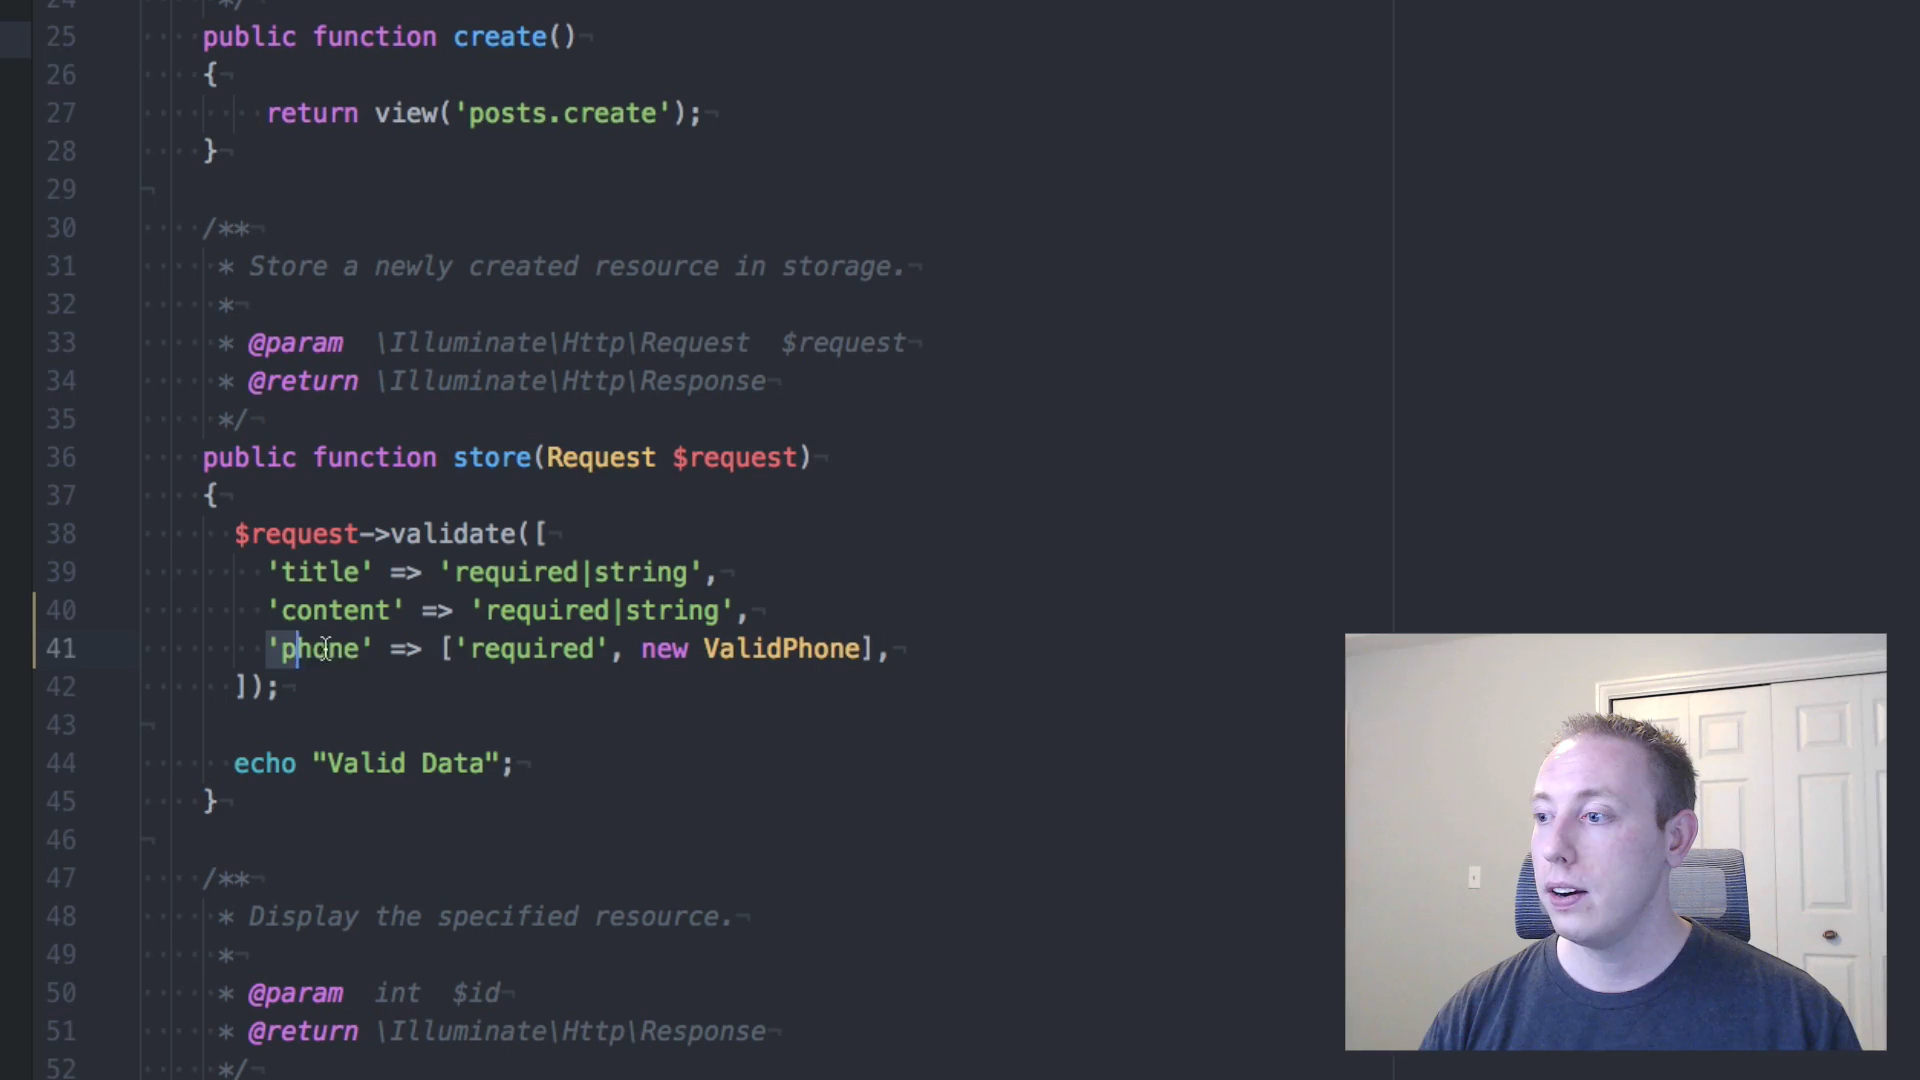 24 */
25 public function create()
26 {
27 return view('posts.create');
28 }
29
30 /**
31 * Store a newly created resource in storage.
32 *
33 * @param \Illuminate\Http\Request $request
34 * @return \Illuminate\Http\Response
35 */
36 public function store(Request $request)
37 {
38 $request->validate([
39 'title' => 'required|string',
40 'content' => 'required|string',
41 'phone' => ['required', new ValidPhone],
42 ]);
43
44 echo "Valid Data";
45 }
46
47 /**
48 * Display the specified resource.
49 *
50 * @param int $id
51 * @return \Illuminate\Http\Response
52 */